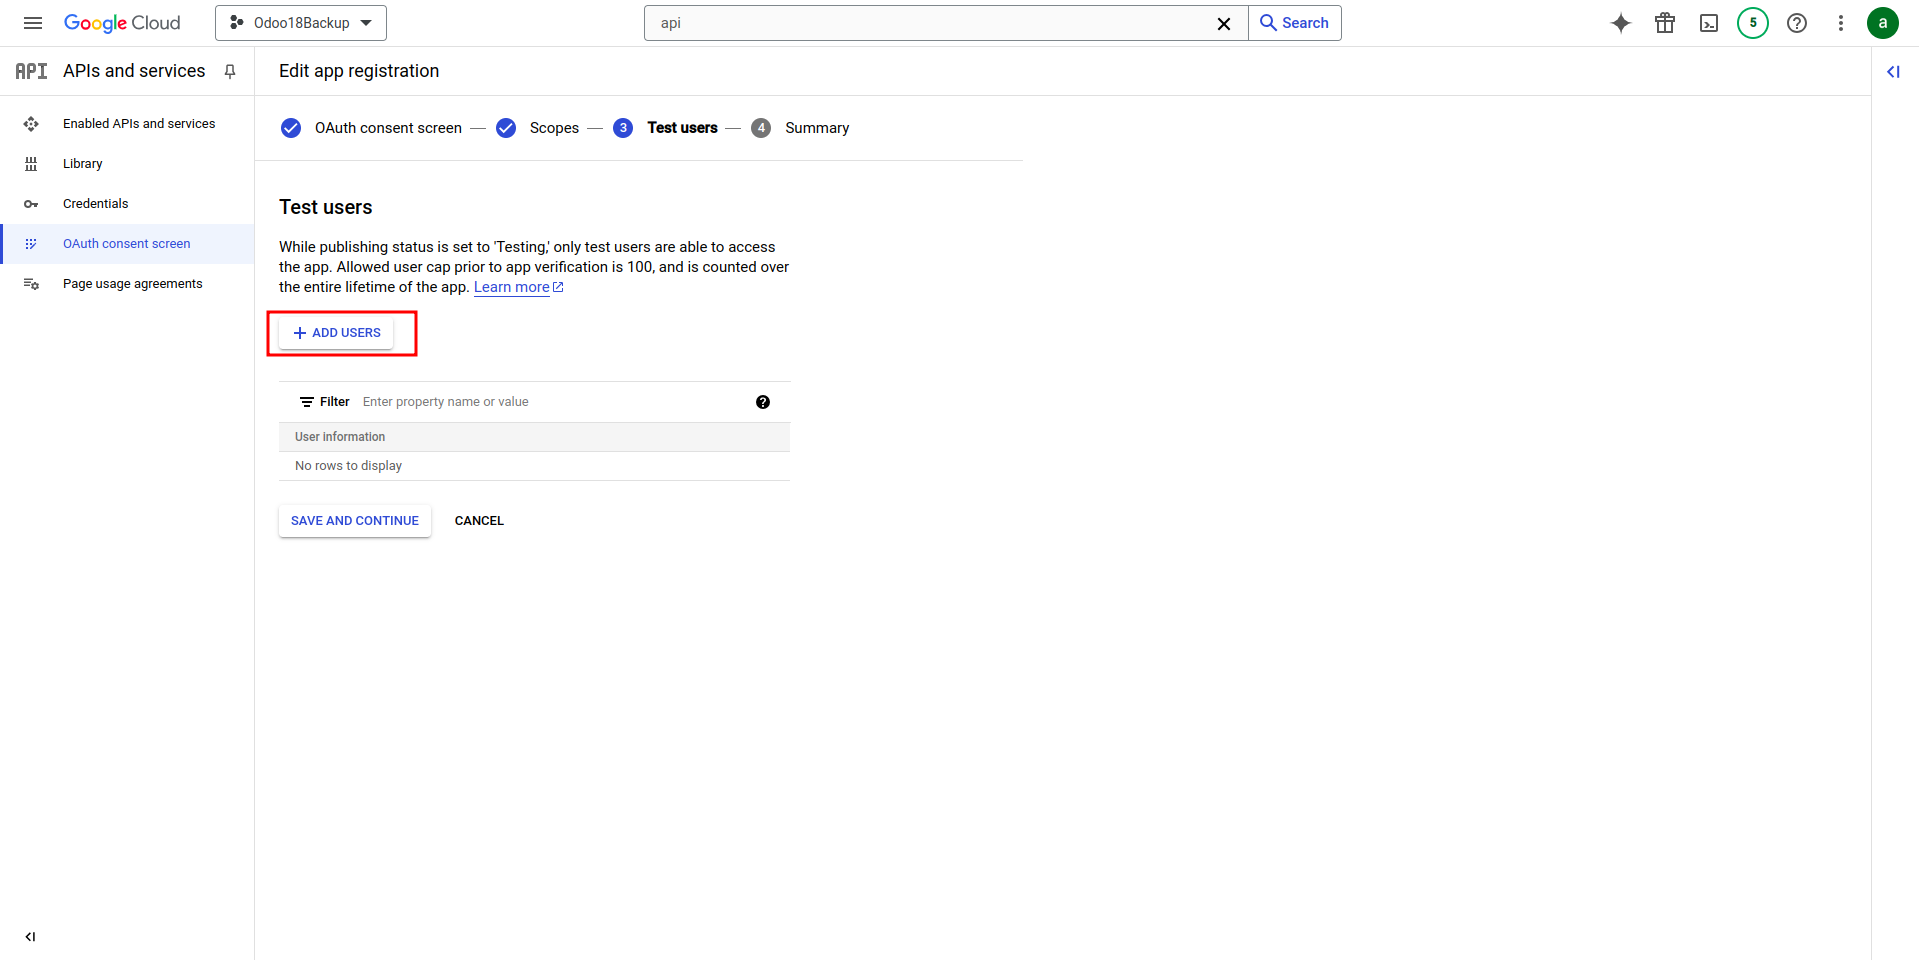 Google Cloud
Odoo18Backup
api
Search
5
a
API
APIs and services
Edit app registration
Enabled APIs and services
Library
Credentials
OAuth consent screen
Page usage agreements
OAuth consent screen
Scopes
3
Test users
4
Summary
Test users
While publishing status is set to 'Testing,' only test users are able to access
the app. Allowed user cap prior to app verification is 100, and is counted over
the entire lifetime of the app. Learn more
ADD USERS
Filter
Enter property name or value
User information
No rows to display
SAVE AND CONTINUE
CANCEL